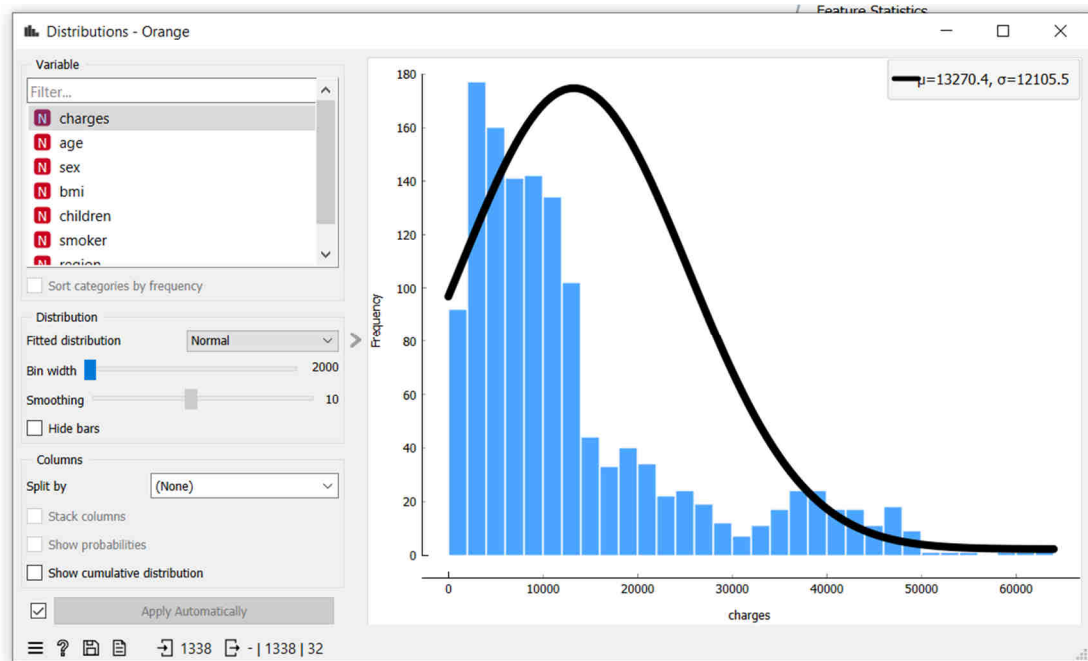 Feature Statistics
Distributions - Orange
Variable
Filter...
N charges
N age
N sex
N bmi
N children
N smoker
N region
Sort categories by frequency
Distribution
Fitted distribution Normal
Bin width 2000
Smoothing 10
Hide bars
Columns
Split by (None)
Stack columns
Show probabilities
Show cumulative distribution
Apply Automatically
1338 - | 1338 | 32
μ=13270.4, σ=12105.5
Frequency
180
160
140
120
100
80
60
40
20
0
0 10000 20000 30000 40000 50000 60000
charges